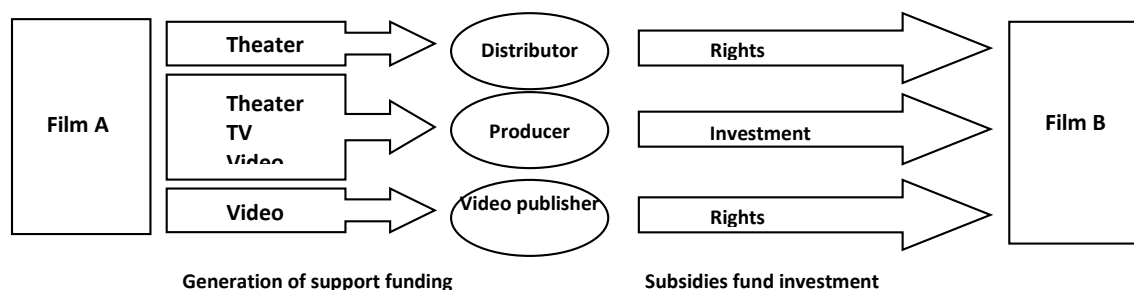 Film A
Theater
Theater
TV
Video
Video
Distributor
Producer
Video publisher
Rights
Investment
Rights
Film B
Generation of support funding
Subsidies fund investment